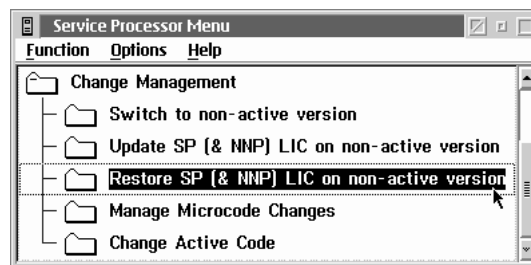 Service Processor Menu
Function Options Help
Change Management
Switch to non-active version
Update SP (& NNP) LIC on non-active version
Restore SP (& NNP) LIC on non-active version
Manage Microcode Changes
Change Active Code